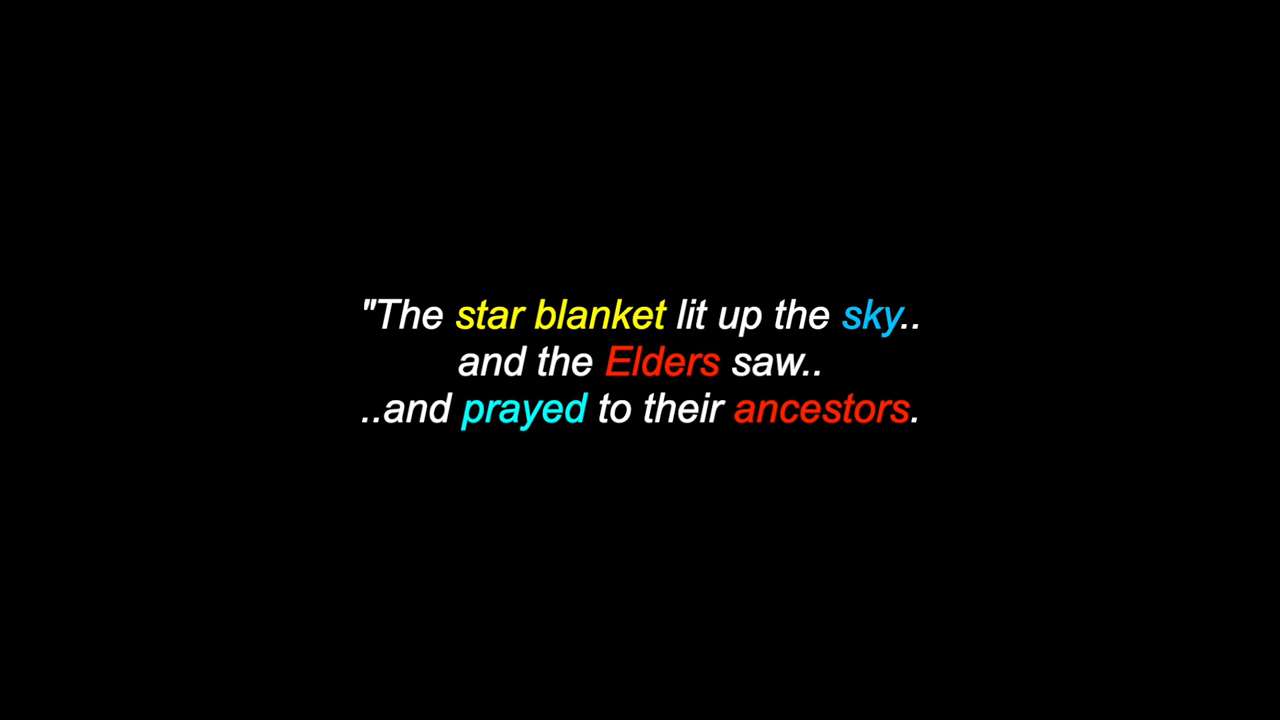 "The star blanket lit up the sky..
and the Elders saw..
..and prayed to their ancestors.